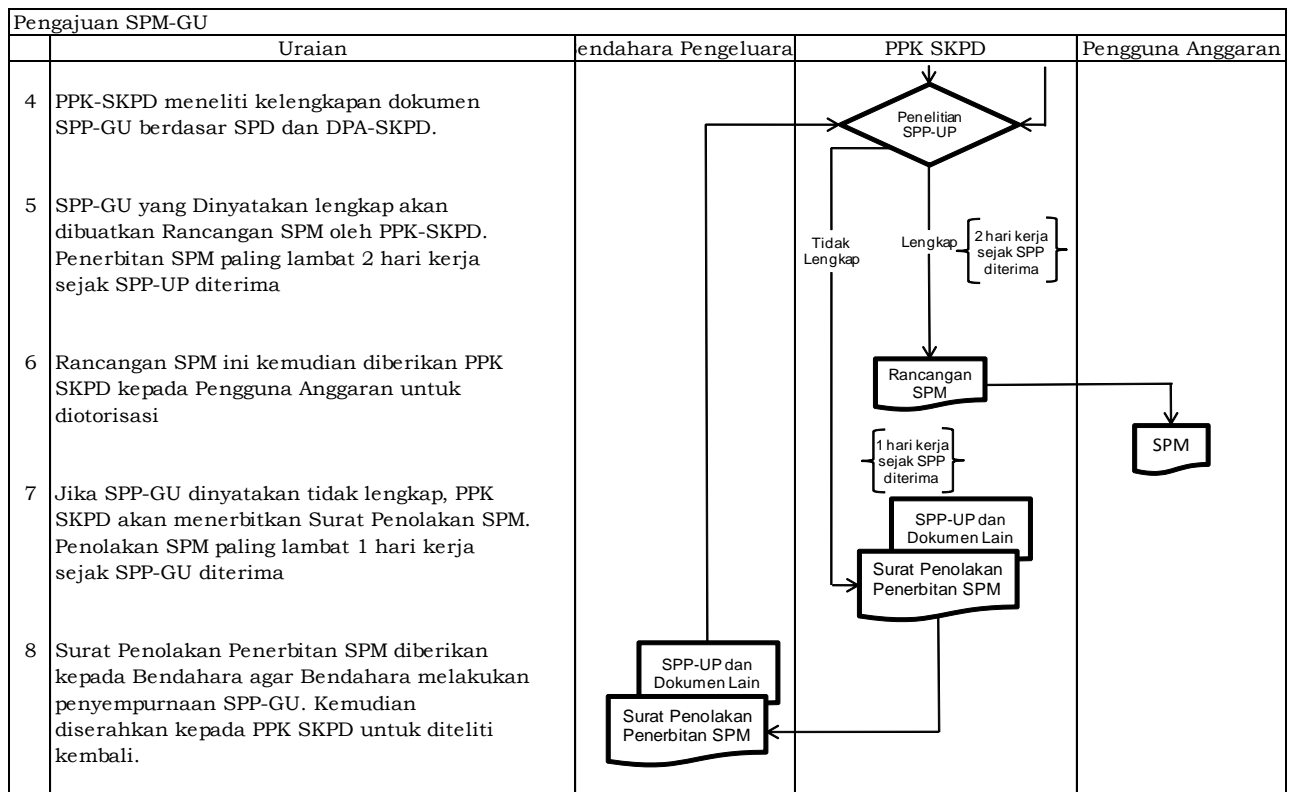 Pengajuan SPM-GU
Uraian
endahara Pengeluara
PPK SKPD
Pengguna Anggaran
4
PPK-SKPD meneliti kelengkapan dokumen
SPP-GU berdasar SPD dan DPA-SKPD.
Penelitian
SPP-UP
5
SPP-GU yang Dinyatakan lengkap akan
dibuatkan Rancangan SPM oleh PPK-SKPD.
Penerbitan SPM paling lambat 2 hari kerja
sejak SPP-UP diterima
Tidak
Lengkap
Lengkap
2 hari kerja
sejak SPP
diterima
6
Rancangan SPM ini kemudian diberikan PPK
SKPD kepada Pengguna Anggaran untuk
diotorisasi
Rancangan
SPM
SPM
1 hari kerja
sejak SPP
diterima
7
Jika SPP-GU dinyatakan tidak lengkap, PPK
SKPD akan menerbitkan Surat Penolakan SPM.
Penolakan SPM paling lambat 1 hari kerja
sejak SPP-GU diterima
SPP-UP dan
Dokumen Lain
Surat Penolakan
Penerbitan SPM
8
Surat Penolakan Penerbitan SPM diberikan
kepada Bendahara agar Bendahara melakukan
penyempurnaan SPP-GU. Kemudian
diserahkan kepada PPK SKPD untuk diteliti
kembali.
SPP-UP dan
Dokumen Lain
Surat Penolakan
Penerbitan SPM